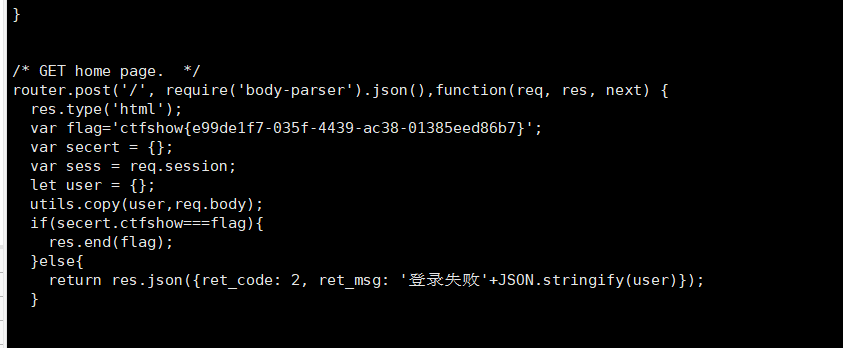 }
/* GET home page.  */
router.post('/', require('body-parser').json(),function(req, res, next) {
  res.type('html');
  var flag='ctfshow{e99de1f7-035f-4439-ac38-01385eed86b7}';
  var secert = {};
  var sess = req.session;
  let user = {};
  utils.copy(user,req.body);
  if(secert.ctfshow===flag){
    res.end(flag);
  }else{
    return res.json({ret_code: 2, ret_msg: '登录失败'+JSON.stringify(user)});
  }